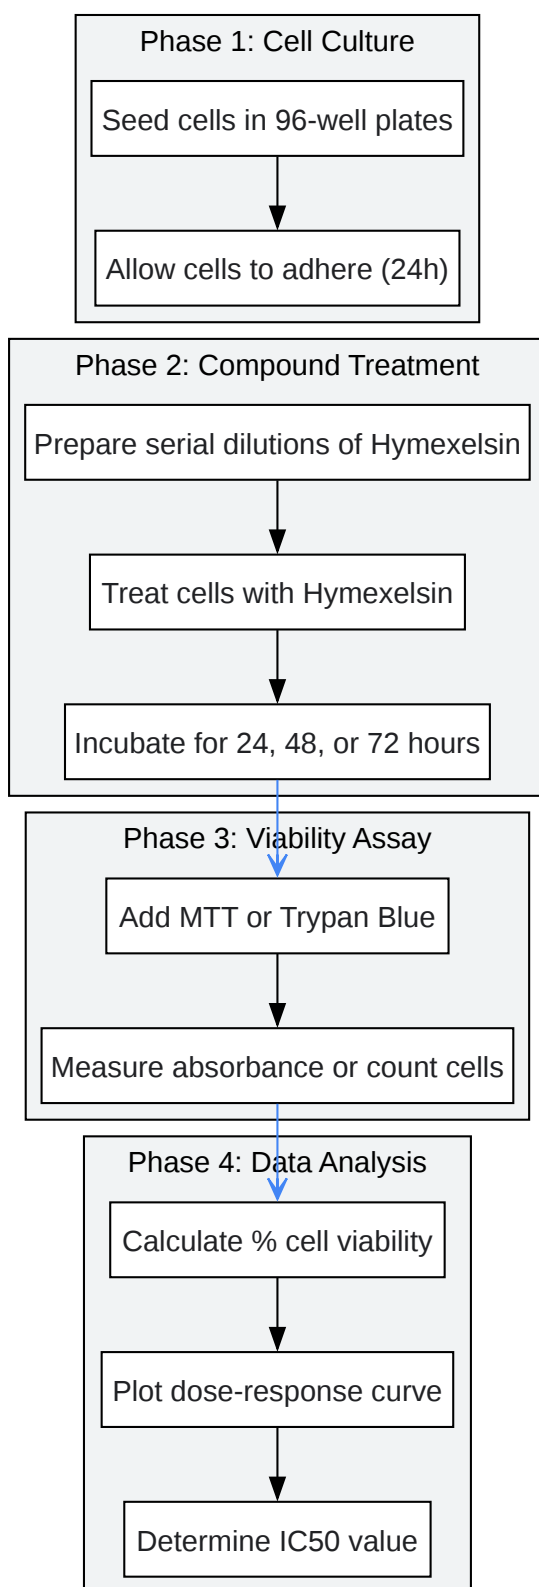 Phase 1: Cell Culture
Seed cells in 96-well plates
Allow cells to adhere (24h)
Phase 2: Compound Treatment
Prepare serial dilutions of Hymexelsin
Treat cells with Hymexelsin
Incubate for 24, 48, or 72 hours
Phase 3: Viability Assay
Add MTT or Trypan Blue
Measure absorbance or count cells
Phase 4: Data Analysis
Calculate % cell viability
Plot dose-response curve
Determine IC50 value